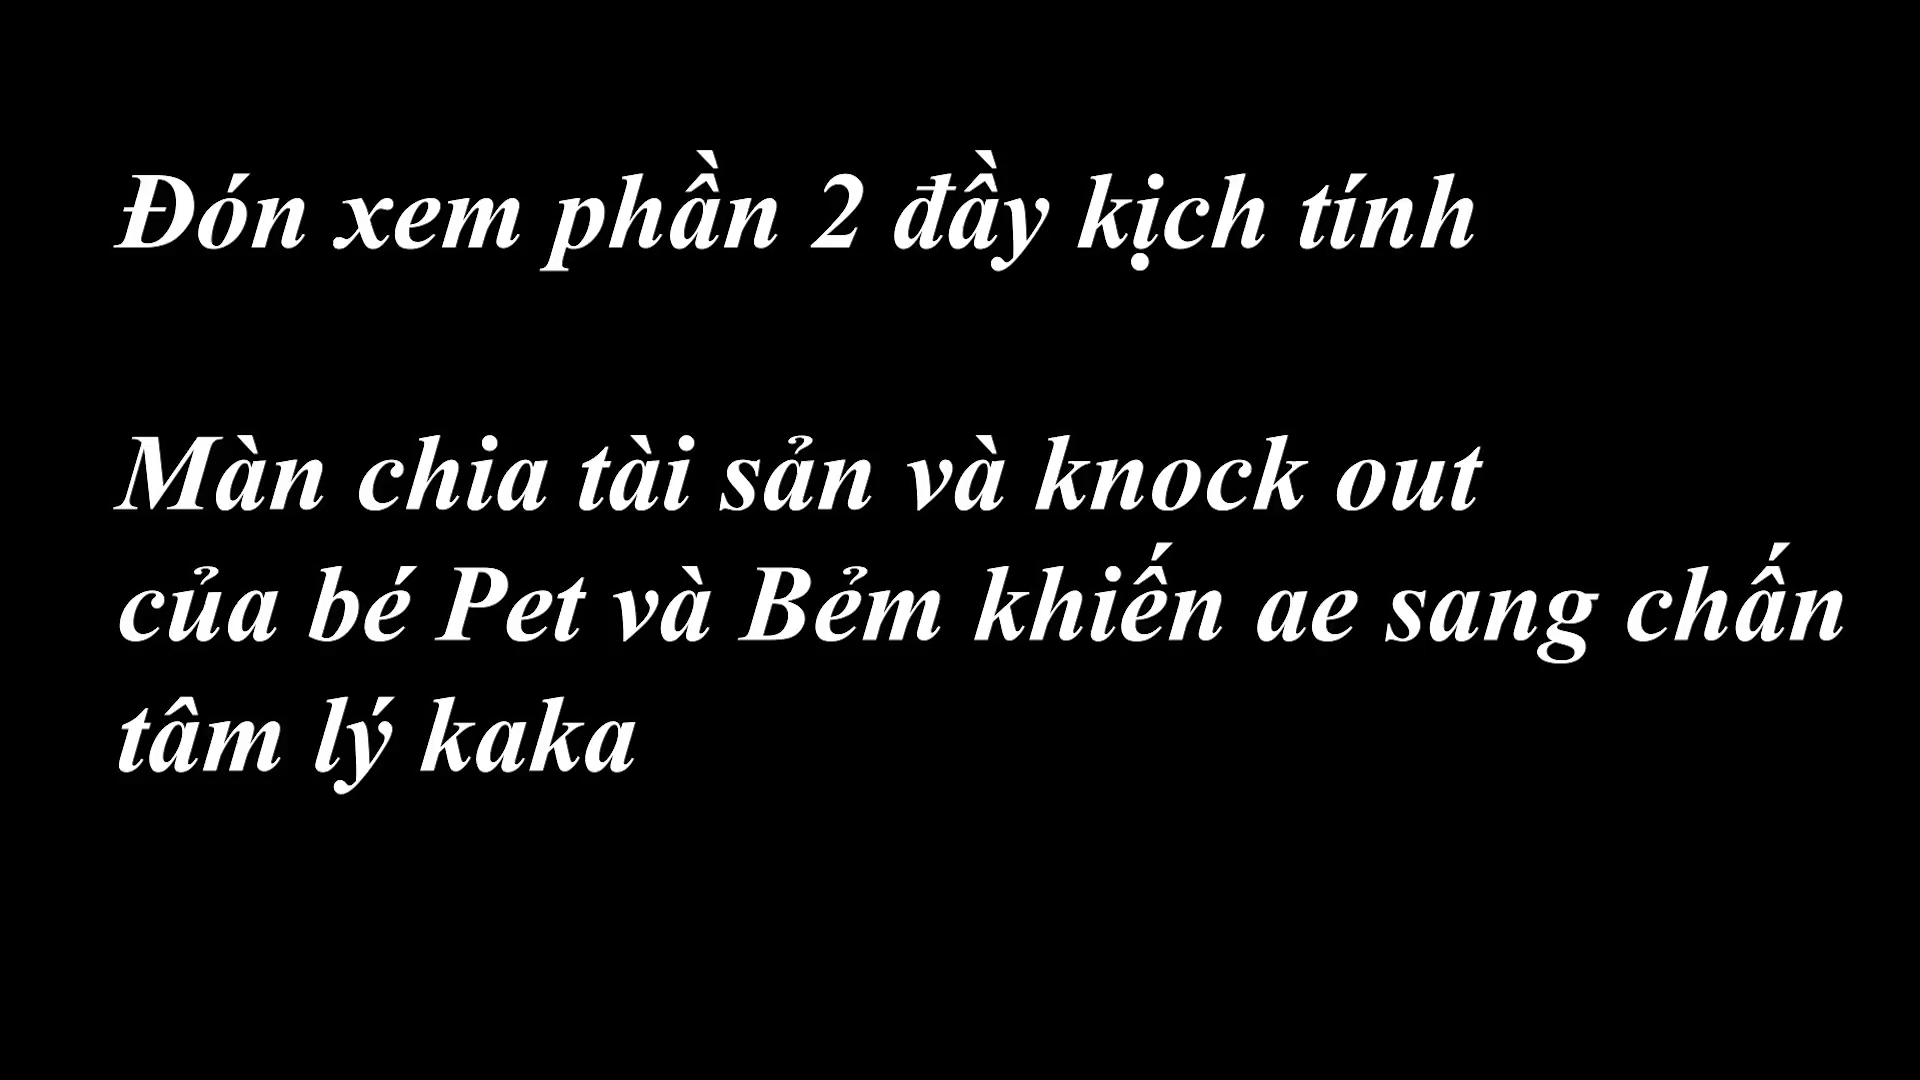 Đón xem phần 2 đầy kịch tính
Màn chia tài sản và knock out
của bé Pet và Bẻm khiến ae sang chấn
tâm lý kaka